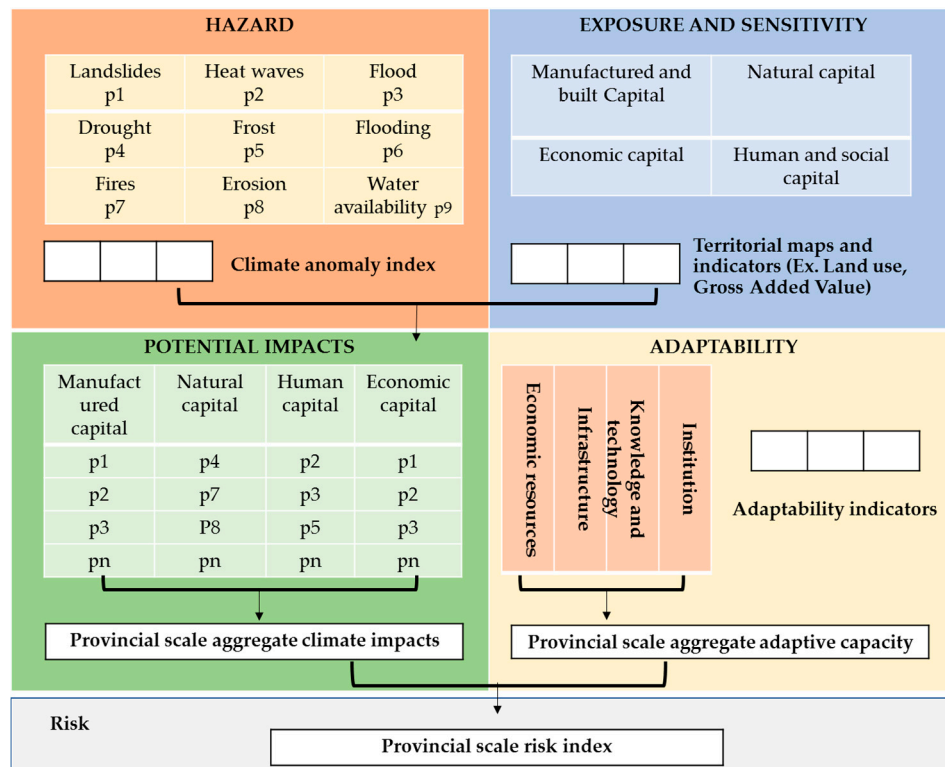 HAZARD
Landslides
p1
Heat waves
p2
Flood
p3
Drought
p4
Frost
p5
Flooding
p6
Fires
p7
Erosion
p8
Water
availability p9
Climate anomaly index
EXPOSURE AND SENSITIVITY
Manufactured and
built Capital
Natural capital
Economic capital
Human and social
capital
Territorial maps and
indicators (Ex. Land use,
Gross Added Value)
POTENTIAL IMPACTS
Manufact
ured
capital
Natural
capital
Human
capital
Economic
capital
p1
p4
p2
p1
p2
p7
p3
p2
p3
P8
p5
p3
pn
pn
pn
pn
Provincial scale aggregate climate impacts
ADAPTABILITY
Economic resources
Infrastructure
Knowledge and
technology
Institution
Adaptability indicators
Provincial scale aggregate adaptive capacity
Risk
Provincial scale risk index